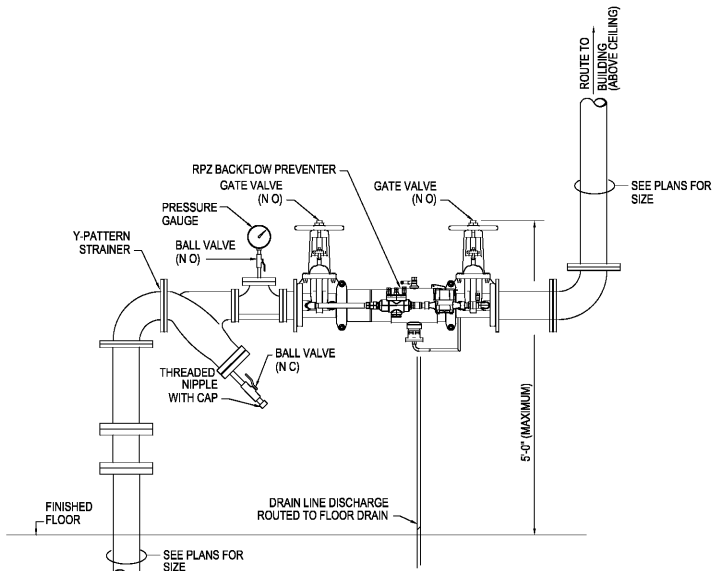 ROUTE TO
BUILDING
(ABOVE CEILING)
RPZ BACKFLOW PREVENTER
GATE VALVE
(N O)
GATE VALVE
(N O)
SEE PLANS FOR
SIZE
PRESSURE
GAUGE
Y-PATTERN
STRAINER
BALL VALVE
(N O)
BALL VALVE
(N C)
THREADED
NIPPLE
WITH CAP
5'-0" (MAXIMUM)
FINISHED
FLOOR
DRAIN LINE DISCHARGE
ROUTED TO FLOOR DRAIN
SEE PLANS FOR
SIZE